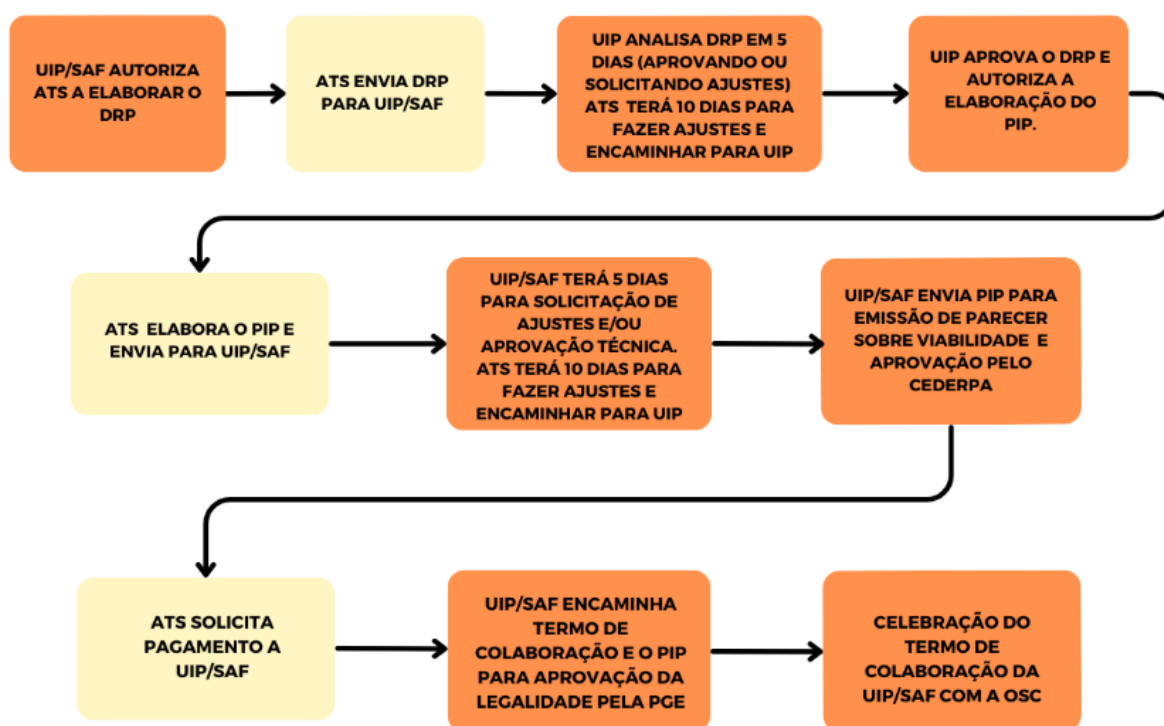 UIP/SAF AUTORIZA
ATS A ELABORAR O
DRP
ATS ENVIA DRP
PARA UIP/SAF
UIP ANALISA DRP EM 5
DIAS (APROVANDO OU
SOLICITANDO AJUSTES)
ATS TERÁ 10 DIAS PARA
FAZER AJUSTES E
ENCAMINHAR PARA UIP
UIP APROVA O DRP E
AUTORIZA A
ELABORAÇÃO DO
PIP.
ATS ELABORA O PIP E
ENVIA PARA UIP/SAF
UIP/SAF TERÁ 5 DIAS
PARA SOLICITAÇÃO DE
AJUSTES E/OU
APROVAÇÃO TÉCNICA.
ATS TERÁ 10 DIAS PARA
FAZER AJUSTES E
ENCAMINHAR PARA UIP
UIP/SAF ENVIA PIP PARA
EMISSÃO DE PARECER
SOBRE VIABILIDADE E
APROVAÇÃO PELO
CEDERPA
ATS SOLICITA
PAGAMENTO A
UIP/SAF
UIP/SAF ENCAMINHA
TERMO DE
COLABORAÇÃO E O PIP
PARA APROVAÇÃO DA
LEGALIDADE PELA PGE
CELEBRAÇÃO DO
TERMO DE
COLABORAÇÃO DA
UIP/SAF COM A OSC